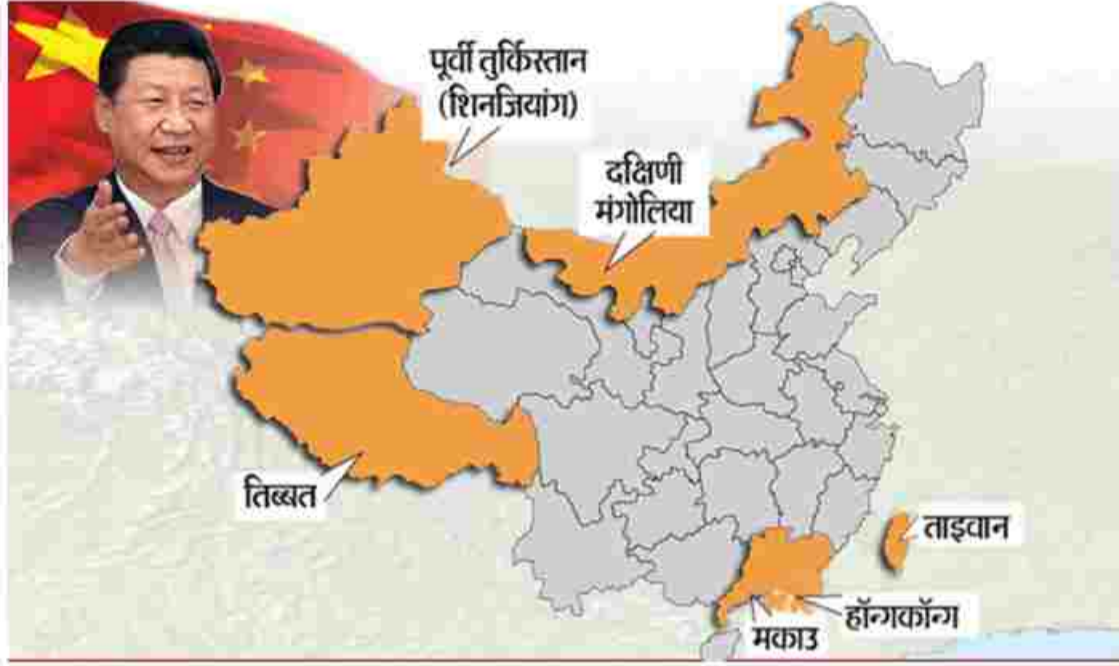 पूर्वी तुर्किस्तान
(शिनजियांग)
दक्षिणी
मंगोलिया
तिब्बत
ताइवान
हॉन्गकॉन्ग
मकाउ